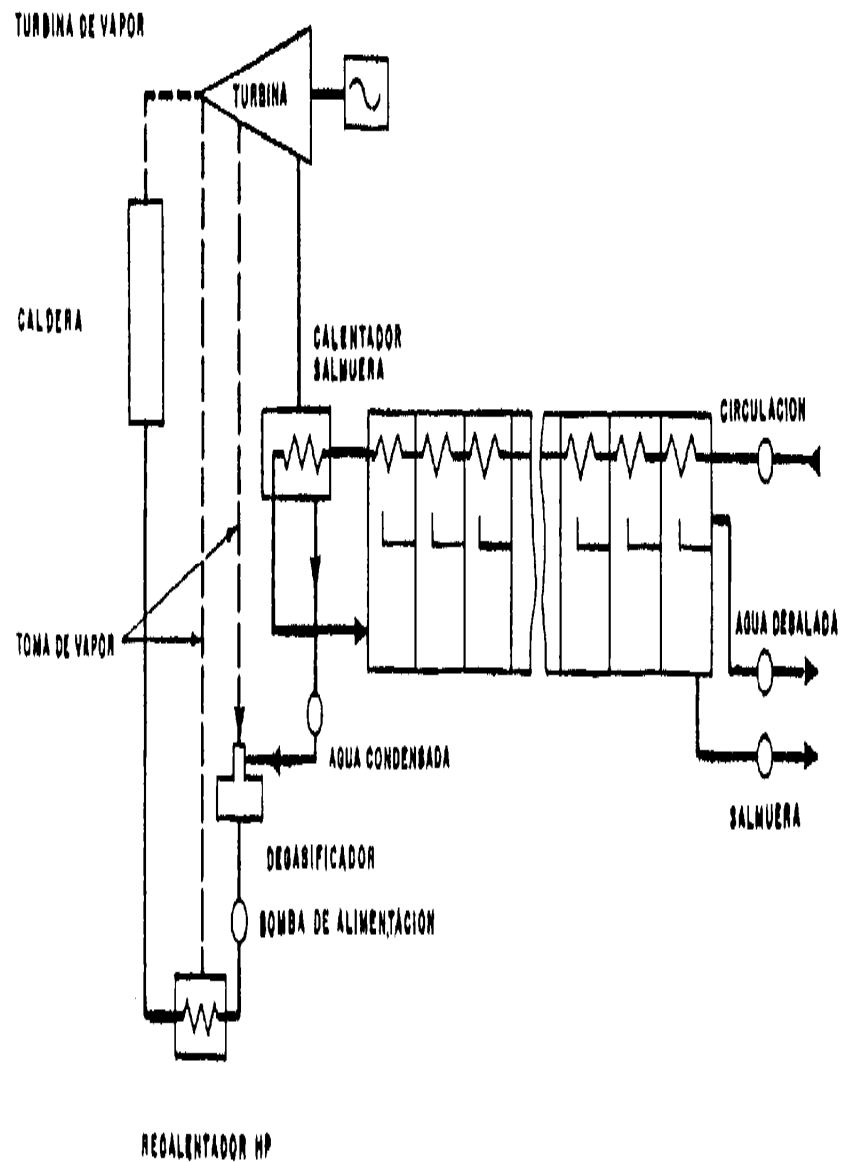 TURBINA DE VAPOR
TURBINA
CALDERA
CALENTADOR
SALMUERA
CIRCULACION
TOMA DE VAPOR
AGUA DESALADA
AGUA CONDENSADA
SALMUERA
DEGASIFICADOR
BOMBA DE ALIMENTACION
RECALENTADOR HP